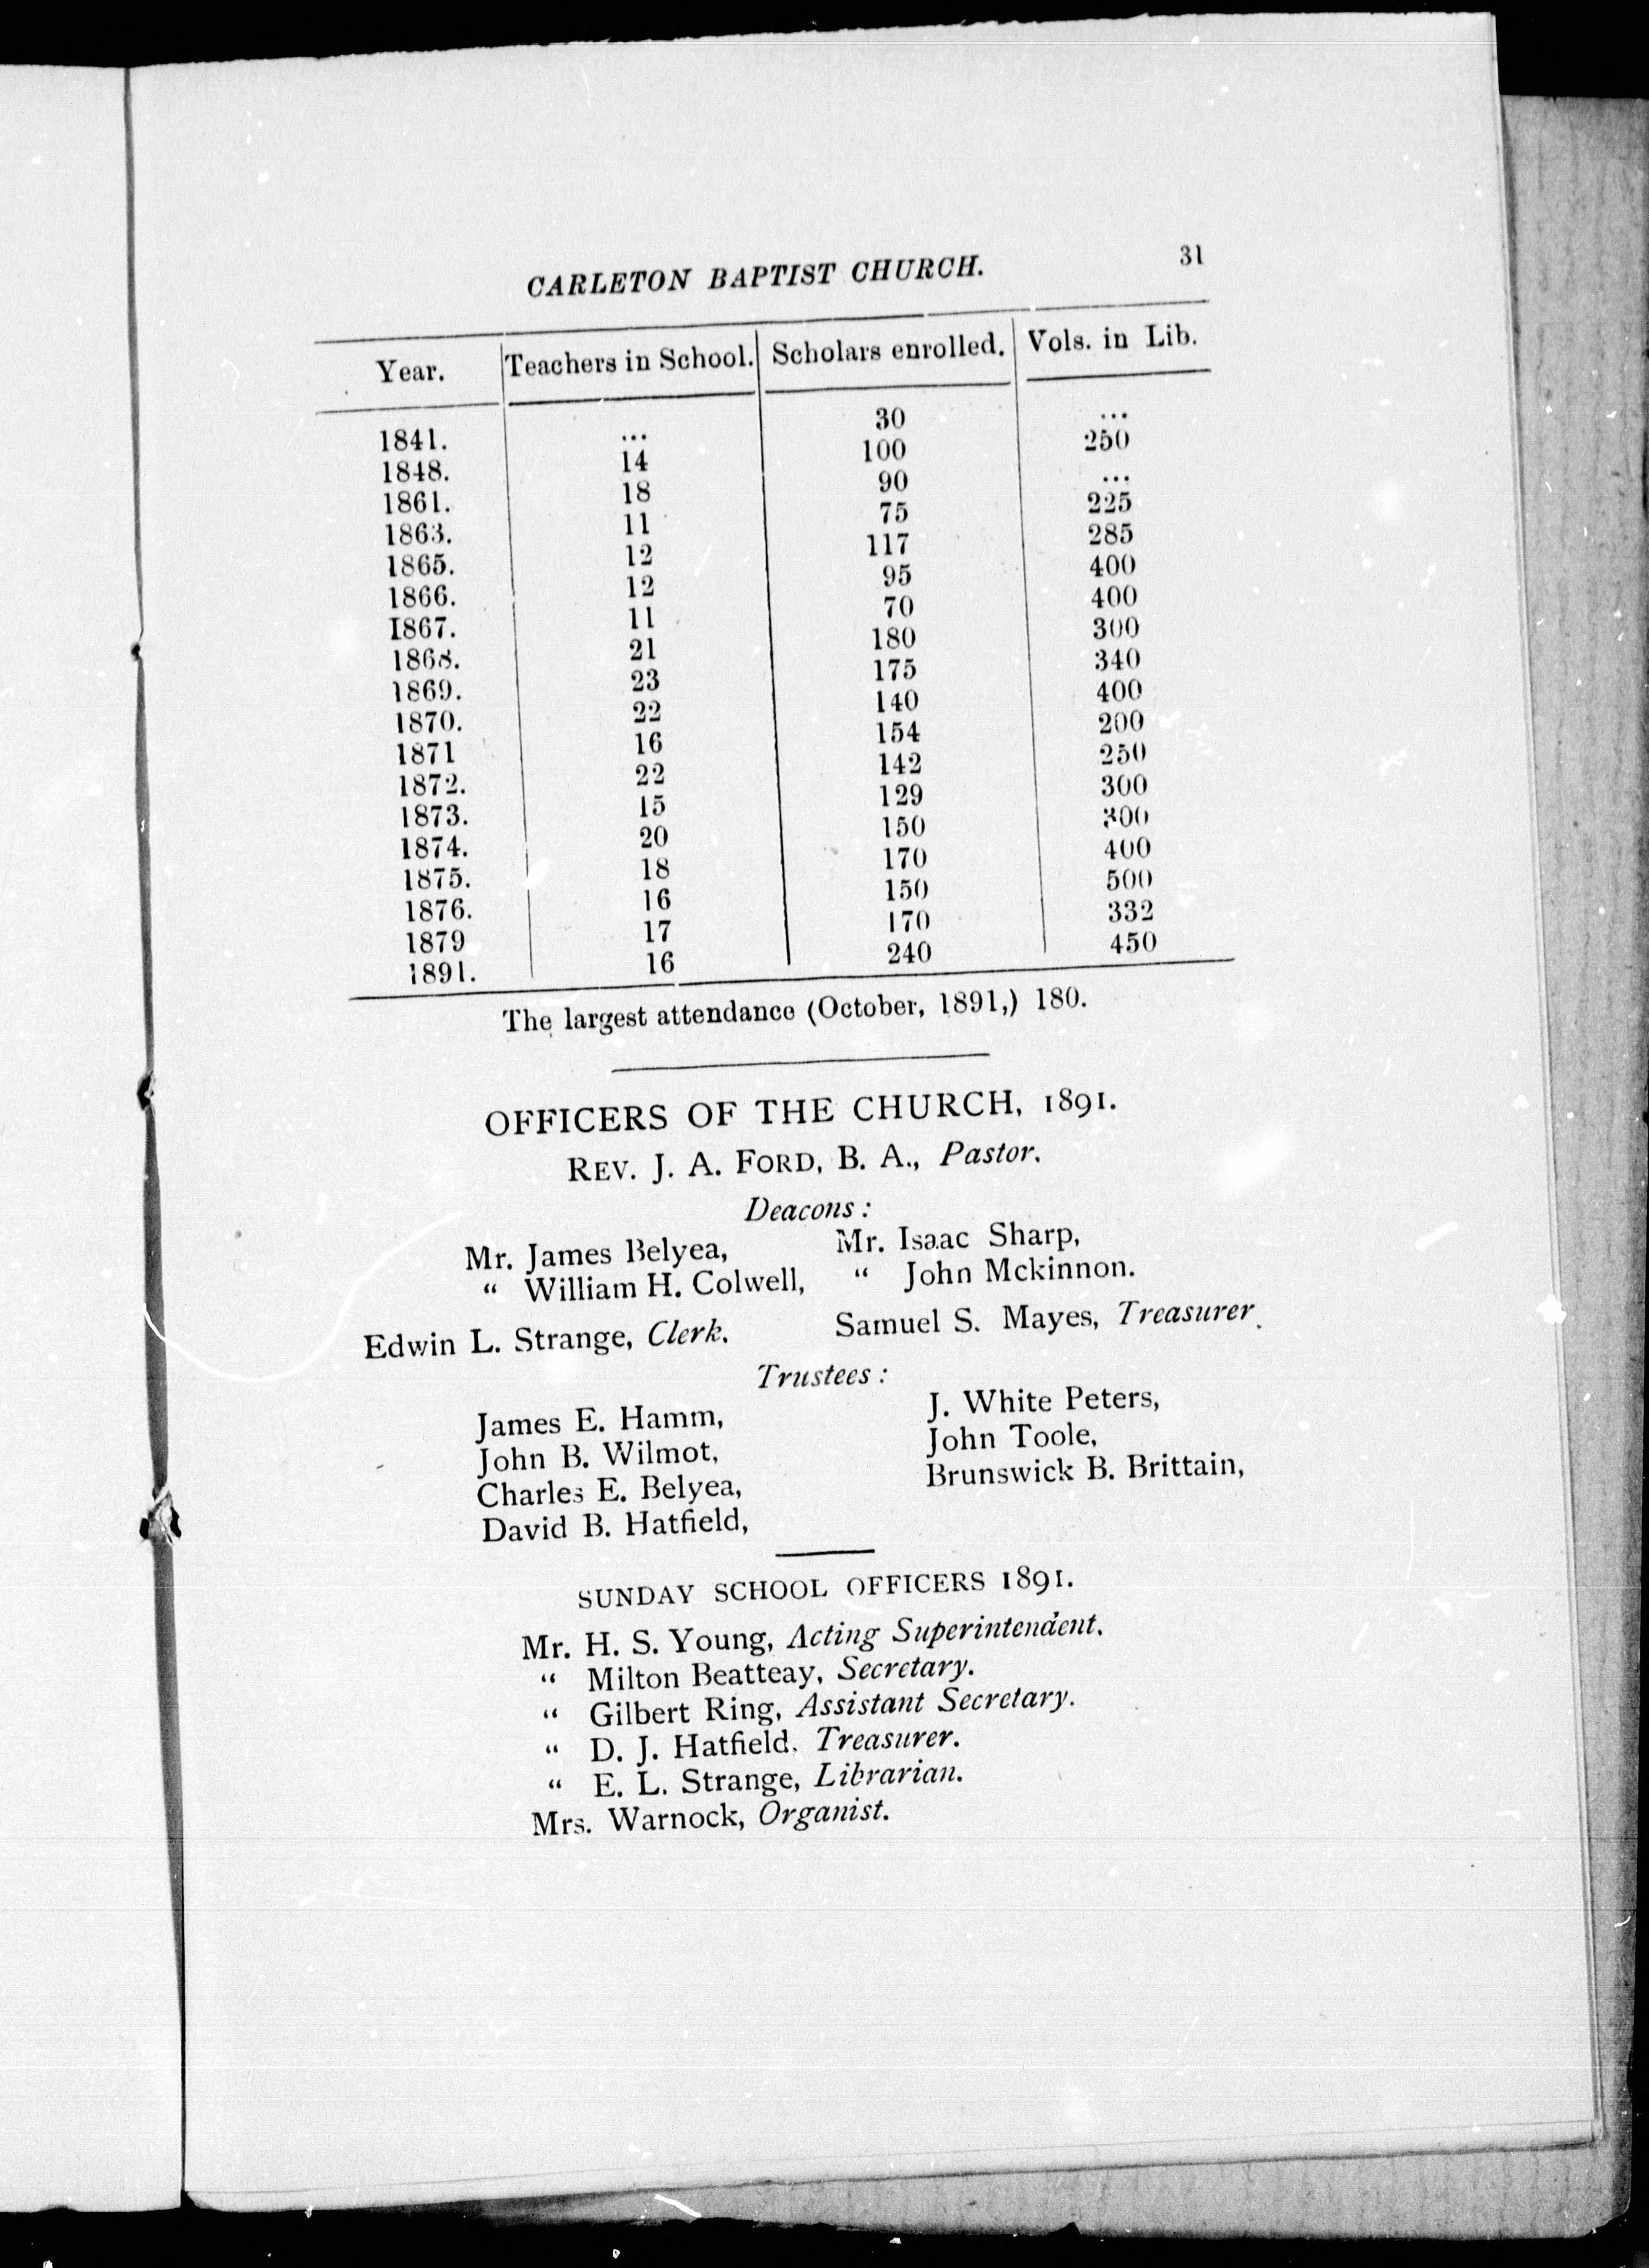 CARLETON BAPTIST CHURCH. 31
Year. Teachers in School. Scholars enrolled. Vols. in Lib.
1841. ... 30 ...
1848. 14 100 250
1861. 18 90 ...
1863. 11 75 225
1865. 12 117 285
1866. 12 95 400
1867. 11 70 400
1868. 21 180 300
1869. 23 175 340
1870. 22 140 400
1871 16 154 200
1872. 22 142 250
1873. 15 129 300
1874. 20 150 300
1875. 18 170 400
1876. 16 150 500
1879 17 170 332
1891. 16 240 450
The largest attendance (October, 1891,) 180.
OFFICERS OF THE CHURCH, 1891.
REV. J. A. FORD, B. A., Pastor.
Deacons :
Mr. James Belyea, Mr. Isaac Sharp,
“ William H. Colwell, “ John Mckinnon.
Edwin L. Strange, Clerk. Samuel S. Mayes, Treasurer.
Trustees :
James E. Hamm, J. White Peters,
John B. Wilmot, John Toole,
Charles E. Belyea, Brunswick B. Brittain,
David B. Hatfield,
SUNDAY SCHOOL OFFICERS 1891.
Mr. H. S. Young, Acting Superintendent.
“ Milton Beatteay, Secretary.
“ Gilbert Ring, Assistant Secretary.
“ D. J. Hatfield. Treasurer.
“ E. L. Strange, Librarian.
Mrs. Warnock, Organist.